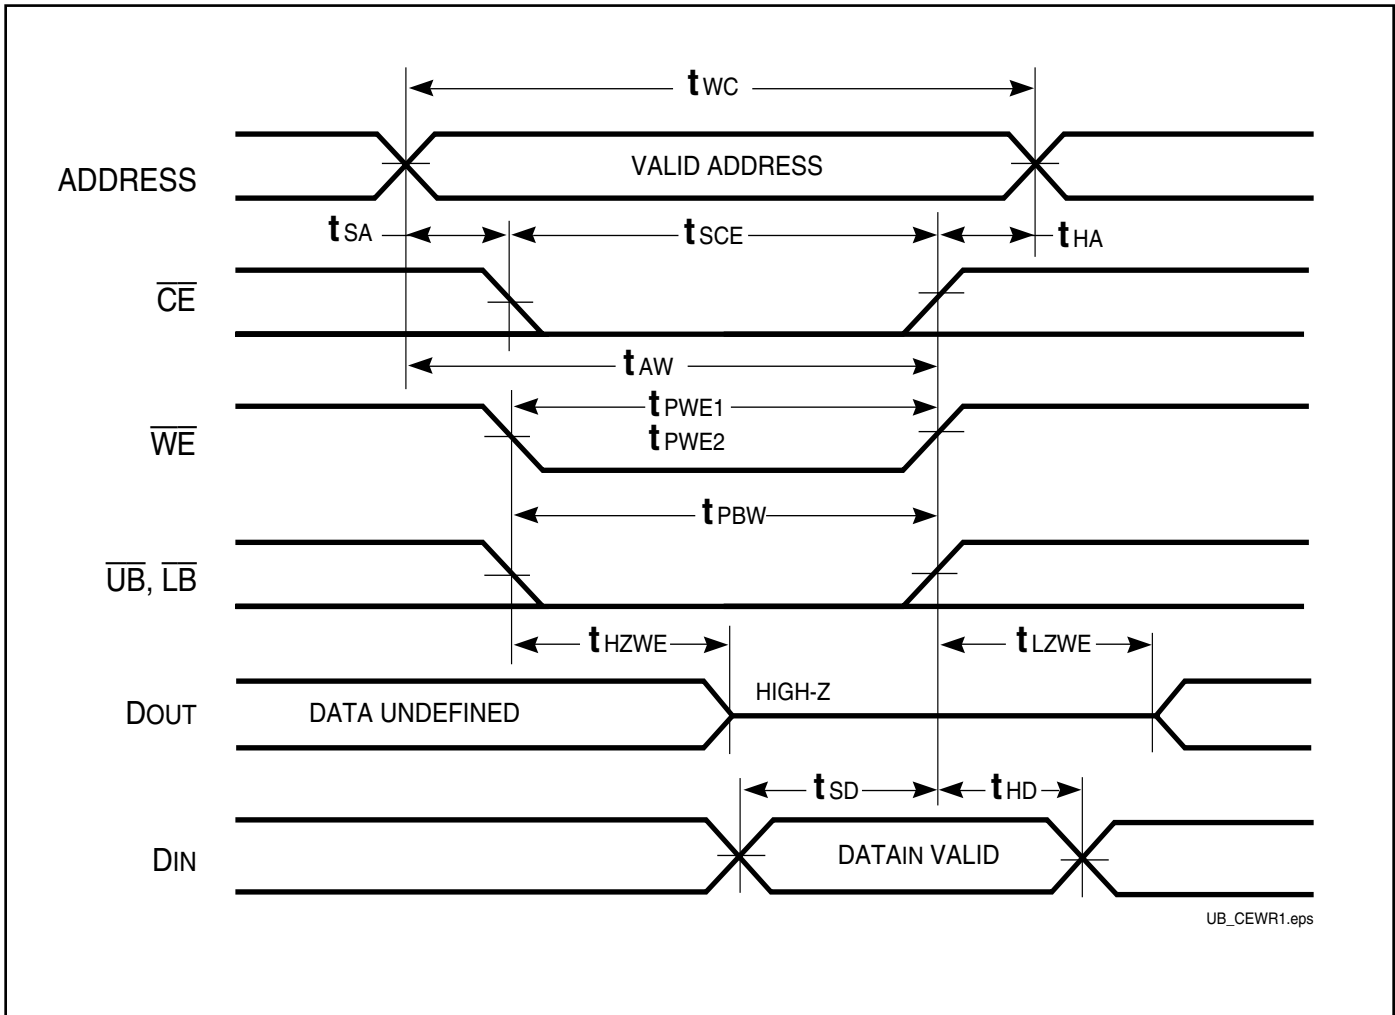 tWC
ADDRESS
VALID ADDRESS
tSA
tSCE
tHA
CE
tAW
tPWE1
WE
tPWE2
tPBW
UB, LB
tHZWE
tLZWE
HIGH-Z
DOUT
DATA UNDEFINED
tSD
tHD
DIN
DATAIN VALID
UB_CEWR1.eps